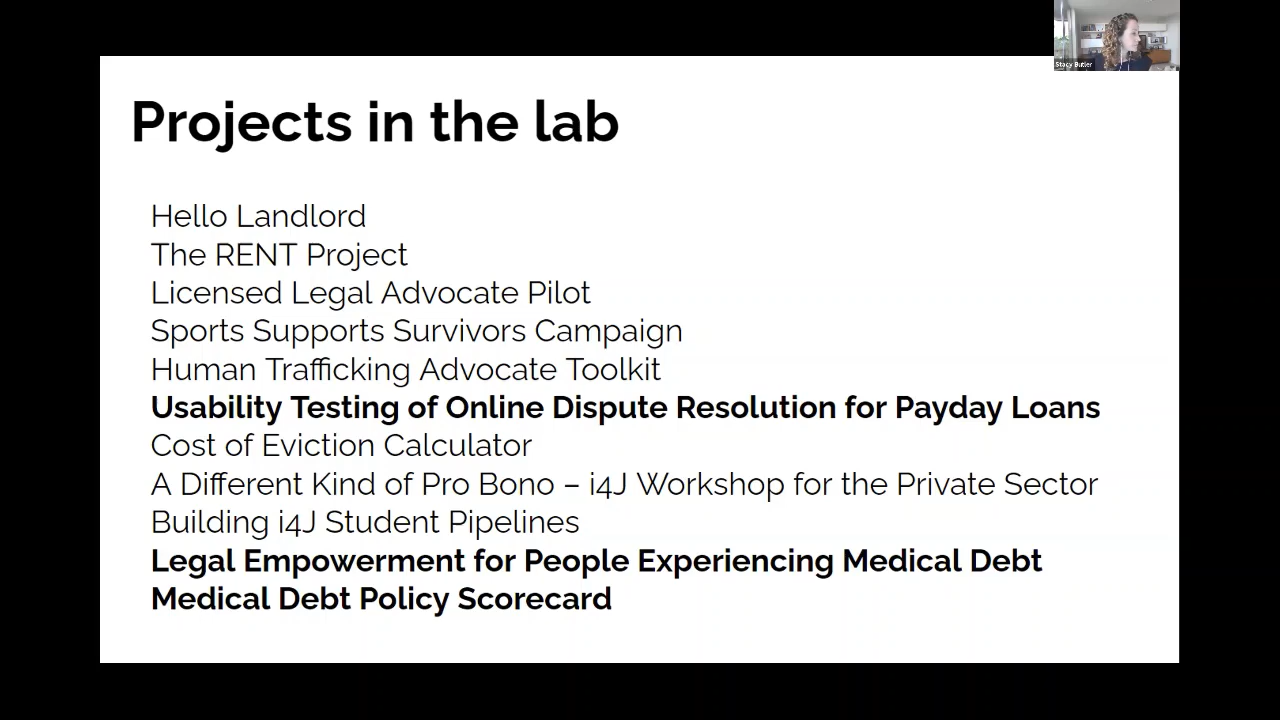 Stacy Butler
Projects in the lab
Hello Landlord
The RENT Project
Licensed Legal Advocate Pilot
Sports Supports Survivors Campaign
Human Trafficking Advocate Toolkit
Usability Testing of Online Dispute Resolution for Payday Loans
Cost of Eviction Calculator
A Different Kind of Pro Bono – i4J Workshop for the Private Sector
Building i4J Student Pipelines
Legal Empowerment for People Experiencing Medical Debt
Medical Debt Policy Scorecard